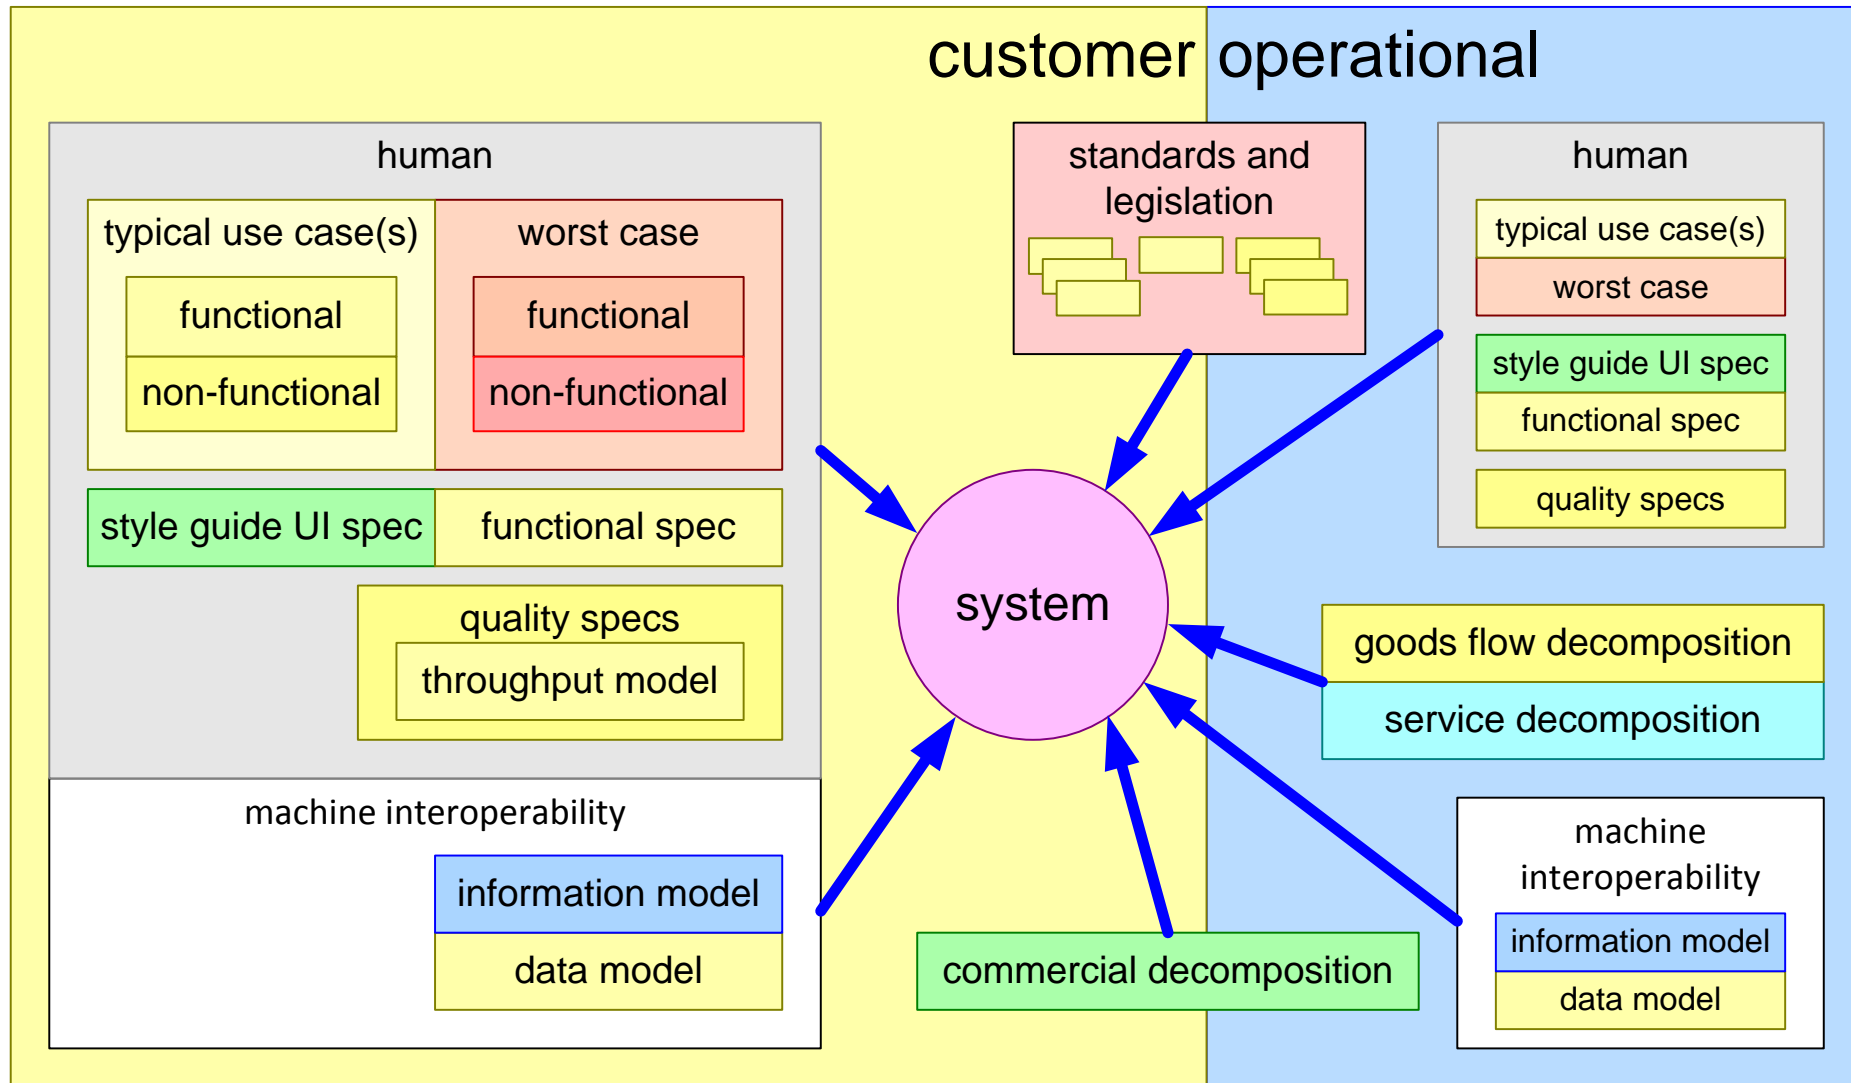 customer operational
human
typical use case(s)
functional
non-functional
worst case
functional
non-functional
style guide UI spec
functional spec
quality specs
throughput model
machine interoperability
information model
data model
standards and
legislation
system
commercial decomposition
human
typical use case(s)
worst case
style guide UI spec
functional spec
quality specs
goods flow decomposition
service decomposition
machine
interoperability
information model
data model